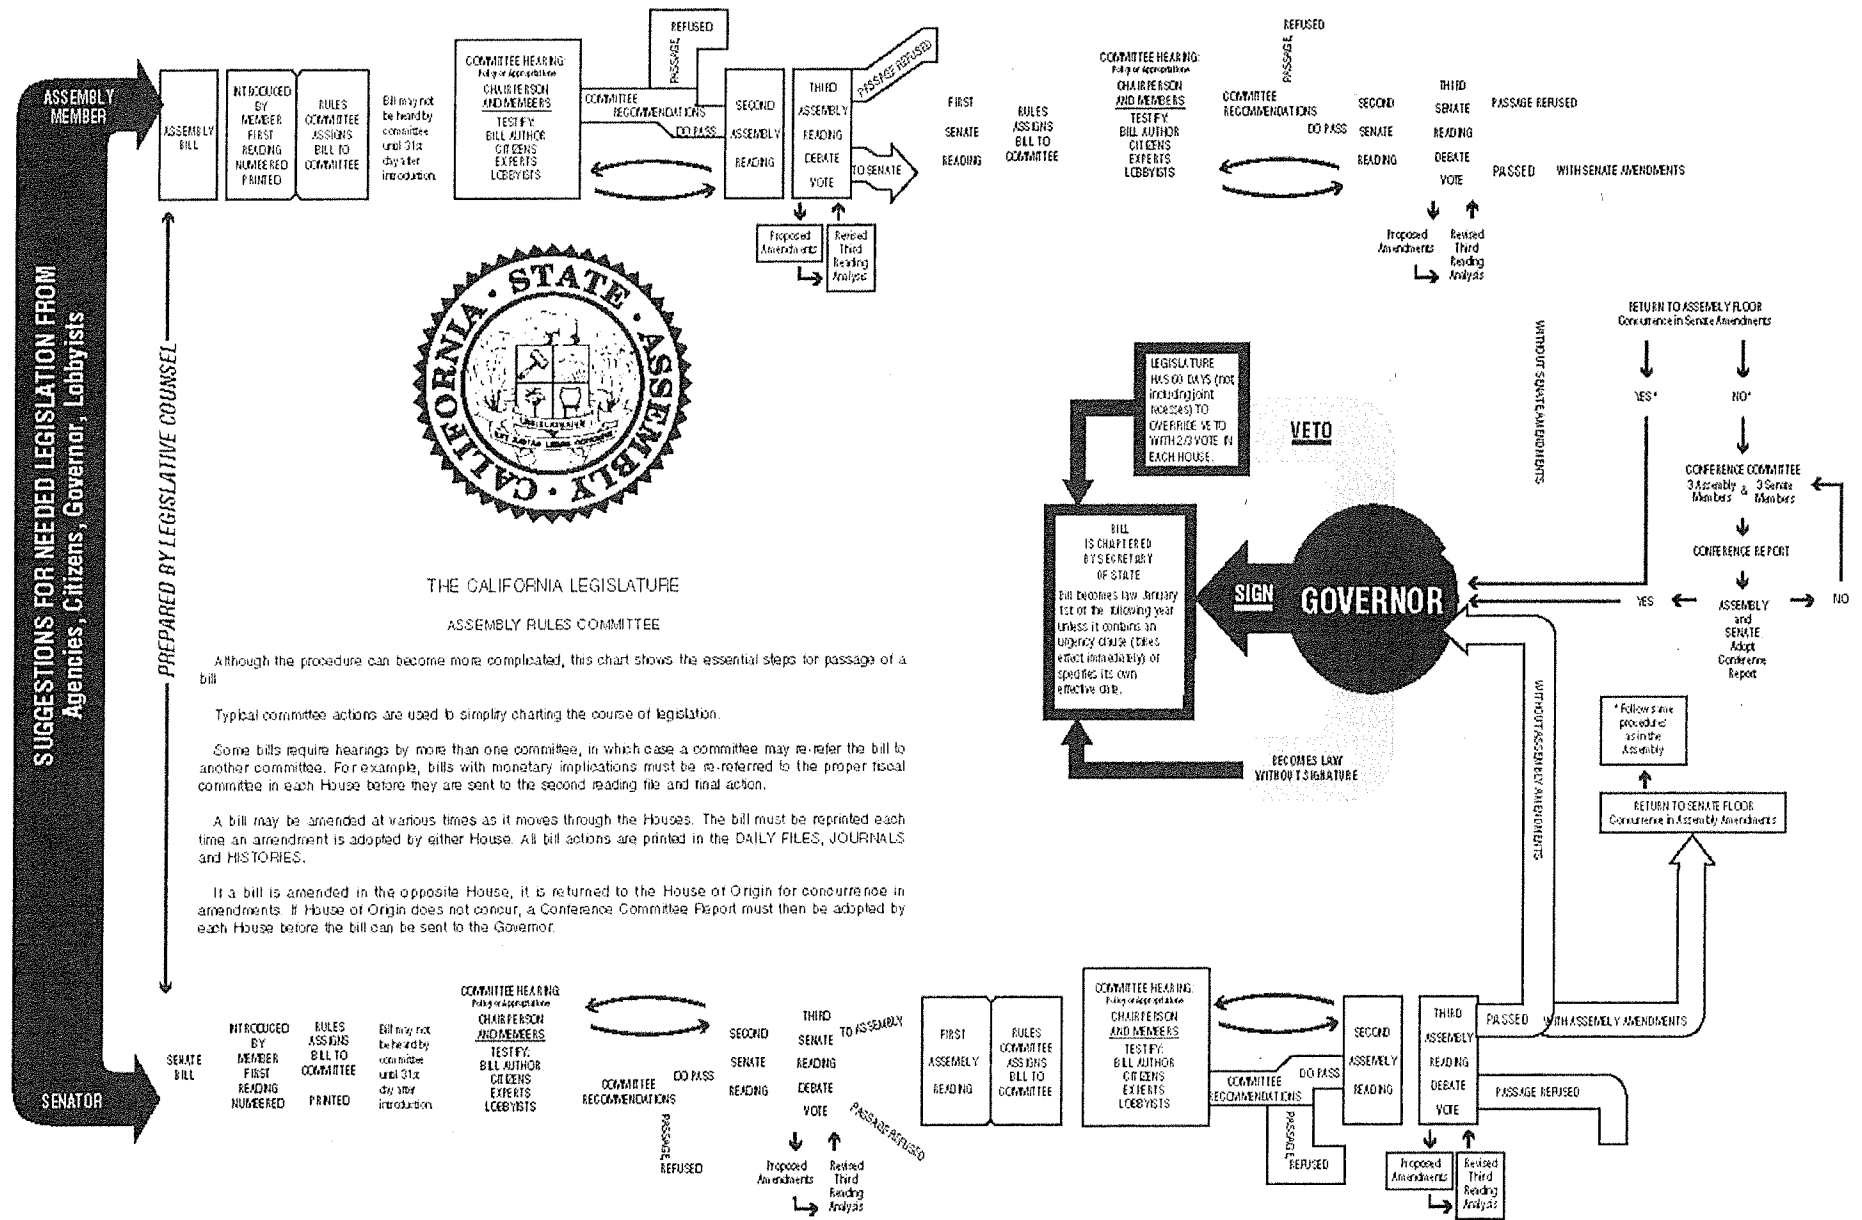 SUGGESTIONS FOR NEEDED LEGISLATION FROM
Agencies, Citizens, Governor, Lobbyists
ASSEMBLY
MEMBER
SENATOR
PREPARED BY LEGISLATIVE COUNSEL
ASSEMBLY
BILL
INTRODUCED
BY
MEMBER
FIRST
READING
NUMBERED
PRINTED
RULES
COMMITTEE
ASSIGNS
BILL TO
COMMITTEE
Bill may not
be heard by
committee
until 31st
day after
introduction.
COMMITTEE HEARING:
Policy or Appropriations
CHAIRPERSON
AND MEMBERS
TESTIFY:
BILL AUTHOR
CITIZENS
EXPERTS
LOBBYISTS
COMMITTEE
RECOMMENDATIONS
PASSAGE
REFUSED
DO PASS
SECOND
ASSEMBLY
READING
THIRD
ASSEMBLY
READING
DEBATE
VOTE
PASSAGE REFUSED
TO SENATE
Proposed
Amendments
Revised
Third
Reading
Analysis
FIRST
SENATE
READING
RULES
ASSIGNS
BILL TO
COMMITTEE
COMMITTEE HEARING:
Policy or Appropriations
CHAIRPERSON
AND MEMBERS
TESTIFY:
BILL AUTHOR
CITIZENS
EXPERTS
LOBBYISTS
COMMITTEE
RECOMMENDATIONS
PASSAGE
REFUSED
DO PASS
SECOND
SENATE
READING
THIRD
SENATE
READING
DEBATE
VOTE
PASSAGE REFUSED
PASSED
WITH SENATE AMENDMENTS
Proposed
Amendments
Revised
Third
Reading
Analysis
CALIFORNIA · STATE · ASSEMBLY ·
THE CALIFORNIA LEGISLATURE
ASSEMBLY RULES COMMITTEE
Although the procedure can become more complicated, this chart shows the essential steps for passage of a
bill
Typical committee actions are used to simplify charting the course of legislation.
Some bills require hearings by more than one committee, in which case a committee may re-refer the bill to
another committee. For example, bills with monetary implications must be re-referred to the proper fiscal
committee in each House before they are sent to the second reading file and final action.
A bill may be amended at various times as it moves through the Houses. The bill must be reprinted each
time an amendment is adopted by either House. All bill actions are printed in the DAILY FILES, JOURNALS
and HISTORIES.
If a bill is amended in the opposite House, it is returned to the House of Origin for concurrence in
amendments. If House of Origin does not concur, a Conference Committee Report must then be adopted by
each House before the bill can be sent to the Governor.
LEGISLATURE
HAS 60 DAYS (not
including joint
recesses) TO
OVERRIDE VETO
WITH 2/3 VOTE IN
EACH HOUSE.
VETO
BILL
IS CHAPTERED
BY SECRETARY
OF STATE
Bill becomes law January
1st of the following year
unless it contains an
urgency clause (takes
effect immediately) or
specifies its own
effective date.
SIGN
GOVERNOR
BECOMES LAW
WITHOUT SIGNATURE
WITHOUT SENATE AMENDMENTS
RETURN TO ASSEMBLY FLOOR
Concurrence in Senate Amendments
YES*
NO*
CONFERENCE COMMITTEE
3 Assembly & 3 Senate
Members Members
CONFERENCE REPORT
YES
ASSEMBLY
and
SENATE
Adopt
Conference
Report
NO
WITHOUT ASSEMBLY AMENDMENTS
* Follow same
procedures
as in the
Assembly
RETURN TO SENATE FLOOR
Concurrence in Assembly Amendments
SENATE
BILL
INTRODUCED
BY
MEMBER
FIRST
READING
NUMBERED
RULES
ASSIGNS
BILL TO
COMMITTEE
PRINTED
Bill may not
be heard by
committee
until 31st
day after
introduction.
COMMITTEE HEARING:
Policy or Appropriations
CHAIRPERSON
AND MEMBERS
TESTIFY:
BILL AUTHOR
CITIZENS
EXPERTS
LOBBYISTS
COMMITTEE
RECOMMENDATIONS
DO PASS
PASSAGE
REFUSED
SECOND
SENATE
READING
THIRD
SENATE
READING
DEBATE
VOTE
TO ASSEMBLY
PASSAGE REFUSED
Proposed
Amendments
Revised
Third
Reading
Analysis
FIRST
ASSEMBLY
READING
RULES
COMMITTEE
ASSIGNS
BILL TO
COMMITTEE
COMMITTEE HEARING:
Policy or Appropriations
CHAIRPERSON
AND MEMBERS
TESTIFY:
BILL AUTHOR
CITIZENS
EXPERTS
LOBBYISTS
COMMITTEE
RECOMMENDATIONS
DO PASS
PASSAGE
REFUSED
SECOND
ASSEMBLY
READING
THIRD
ASSEMBLY
READING
DEBATE
VOTE
PASSED
WITH ASSEMBLY AMENDMENTS
PASSAGE REFUSED
Proposed
Amendments
Revised
Third
Reading
Analysis